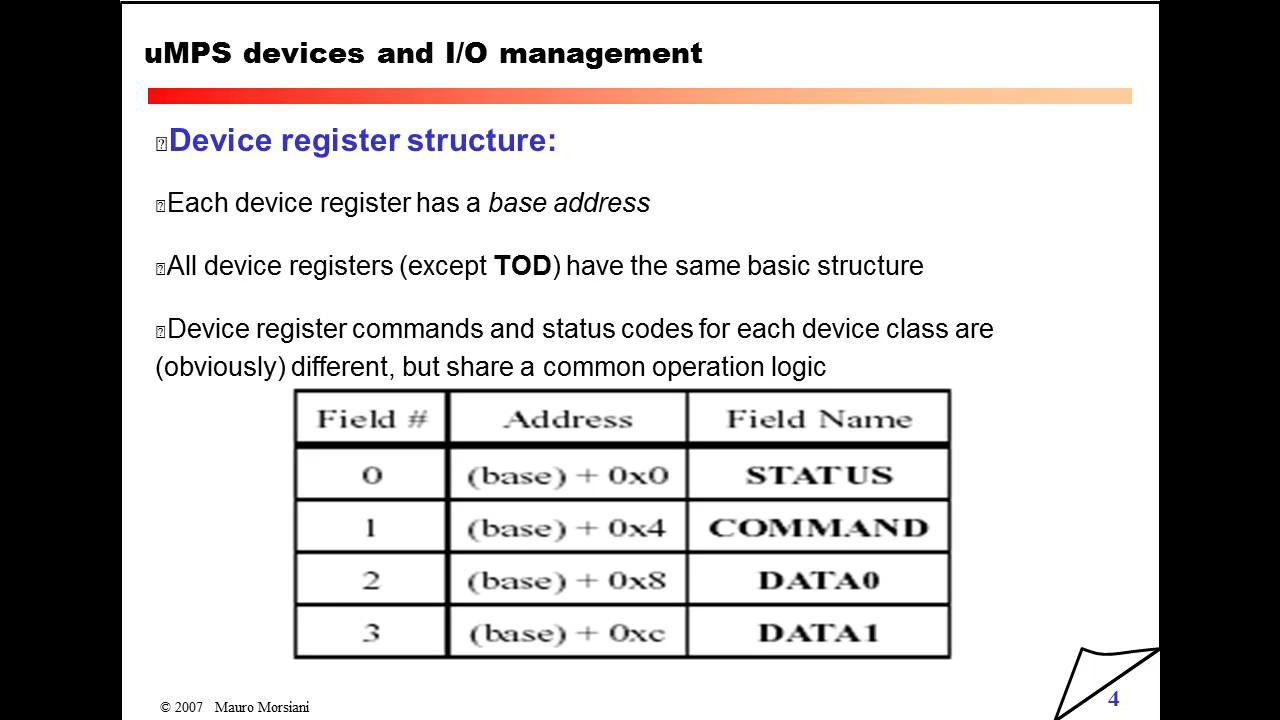 uMPS devices and I/O management
Device register structure:
Each device register has a base address
All device registers (except TOD) have the same basic structure
Device register commands and status codes for each device class are
(obviously) different, but share a common operation logic
Field # Address Field Name
0 (base) + 0x0 STATUS
1 (base) + 0x4 COMMAND
2 (base) + 0x8 DATA0
3 (base) + 0xc DATA1
© 2007 Mauro Morsiani
4